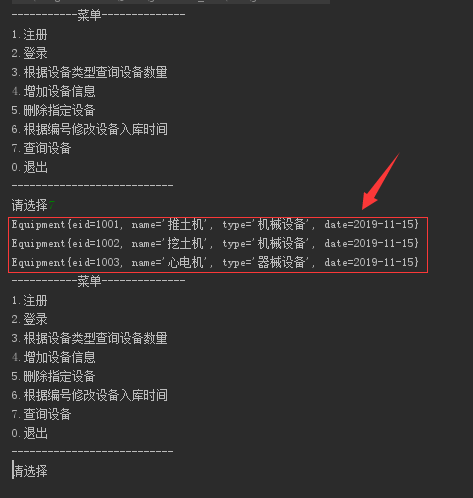 -----------菜单--------------
1.注册
2.登录
3.根据设备类型查询设备数量
4.增加设备信息
5.删除指定设备
6.根据编号修改设备入库时间
7.查询设备
0.退出
---------------------------
请选择7
Equipment{eid=1001, name='推土机', type='机械设备', date=2019-11-15}
Equipment{eid=1002, name='挖土机', type='机械设备', date=2019-11-15}
Equipment{eid=1003, name='心电机', type='器械设备', date=2019-11-15}
-----------菜单--------------
1.注册
2.登录
3.根据设备类型查询设备数量
4.增加设备信息
5.删除指定设备
6.根据编号修改设备入库时间
7.查询设备
0.退出
---------------------------
请选择